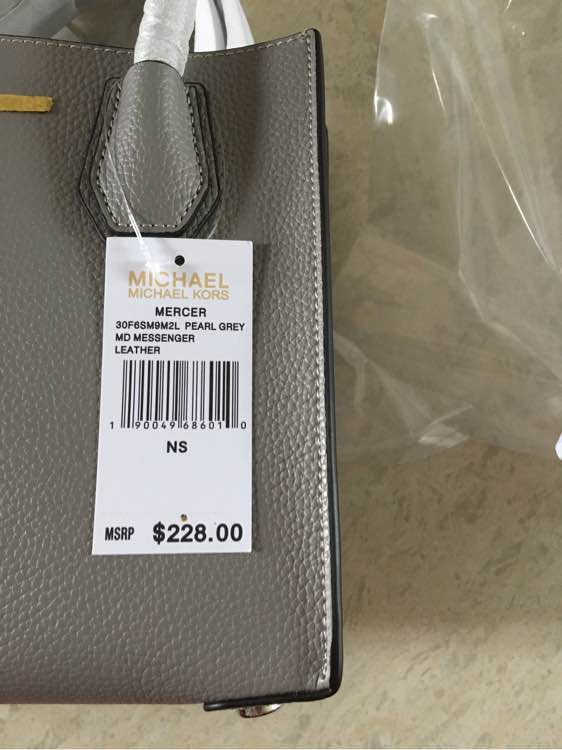 MICHAEL
MICHAEL KORS
MERCER
30F6SM9M2L PEARL GREY
MD MESSENGER
LEATHER
1 90049 68601 0
NS
MSRP $228.00